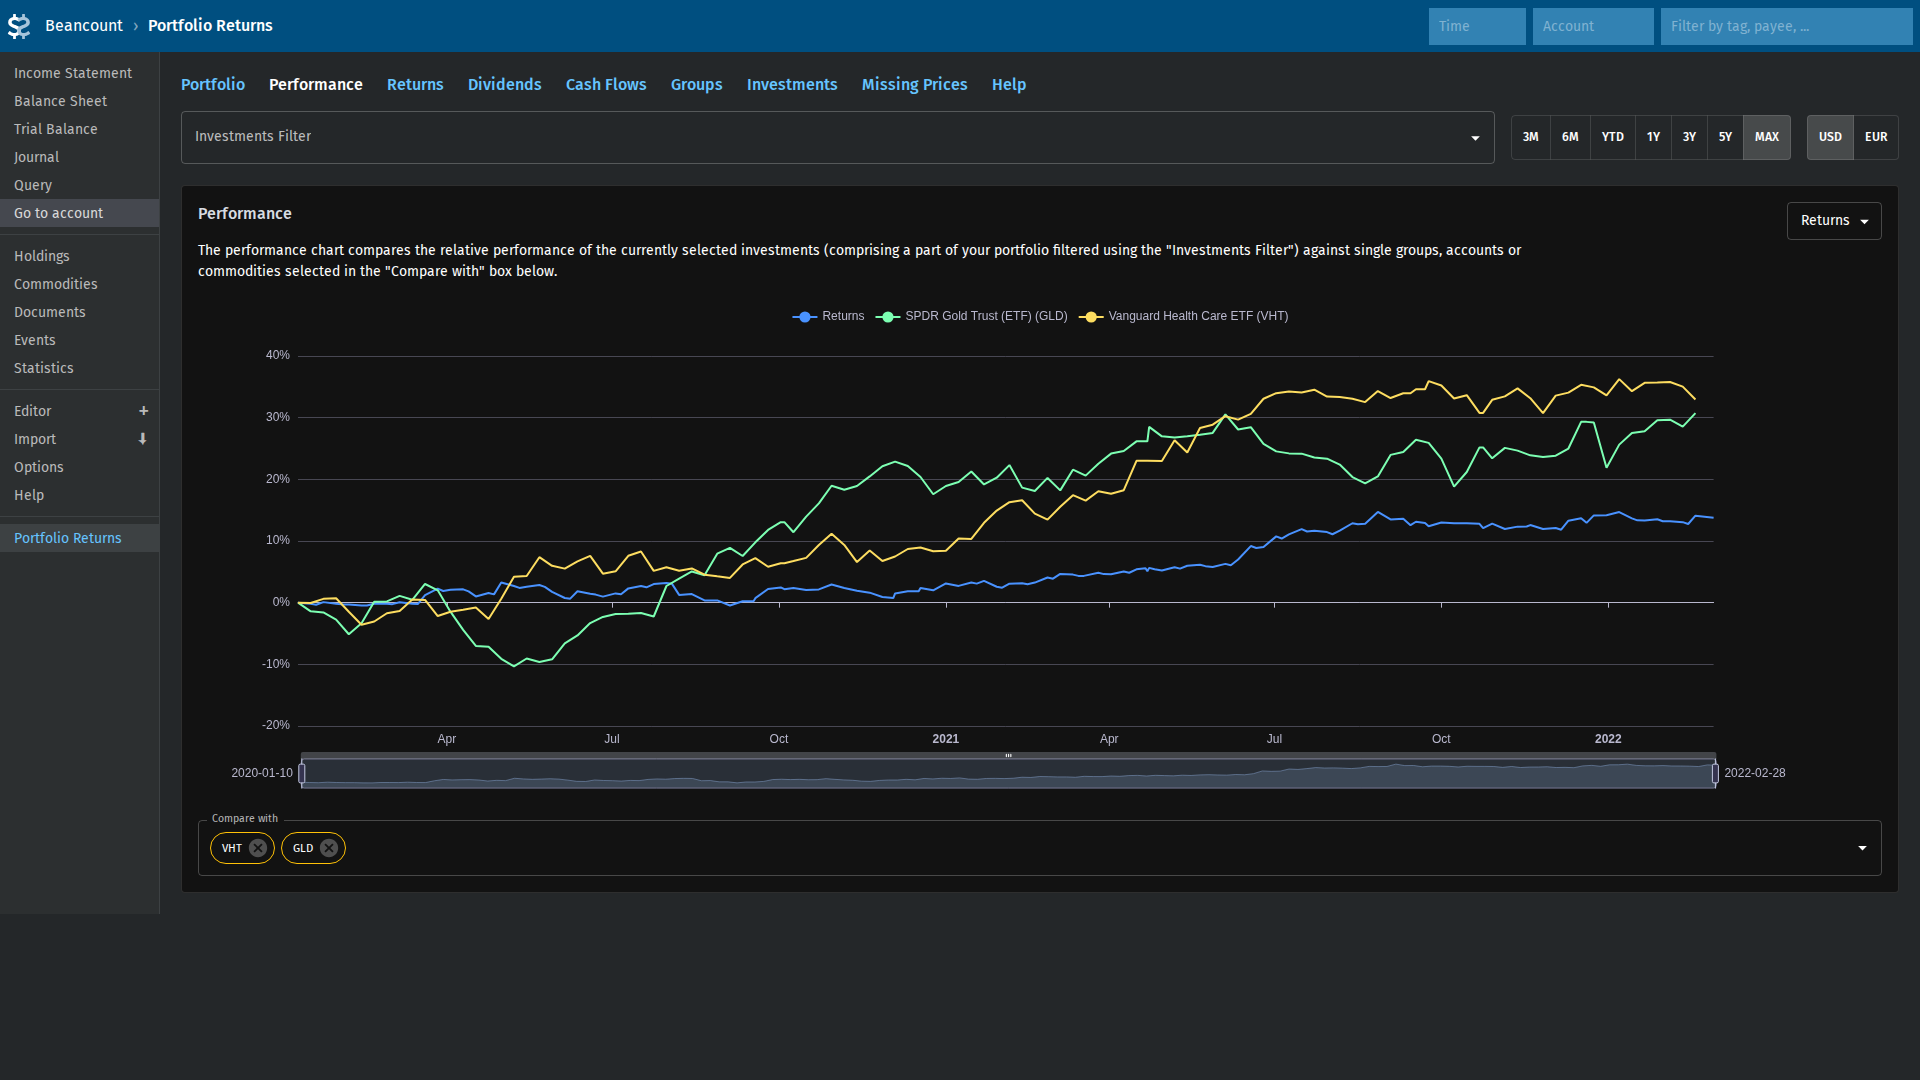 Beancount › Portfolio Returns
Time
Account
Filter by tag, payee, ...
Income Statement
Balance Sheet
Trial Balance
Journal
Query
Go to account
Holdings
Commodities
Documents
Events
Statistics
Editor +
Import
Options
Help
Portfolio Returns
Portfolio Performance Returns Dividends Cash Flows Groups Investments Missing Prices Help
Investments Filter
3M 6M YTD 1Y 3Y 5Y MAX
USD EUR
Performance
Returns
The performance chart compares the relative performance of the currently selected investments (comprising a part of your portfolio filtered using the "Investments Filter") against single groups, accounts or
commodities selected in the "Compare with" box below.
Returns SPDR Gold Trust (ETF) (GLD) Vanguard Health Care ETF (VHT)
40%
30%
20%
10%
0%
-10%
-20%
Apr Jul Oct 2021 Apr Jul Oct 2022
2020-01-10 2022-02-28
Compare with
VHT GLD